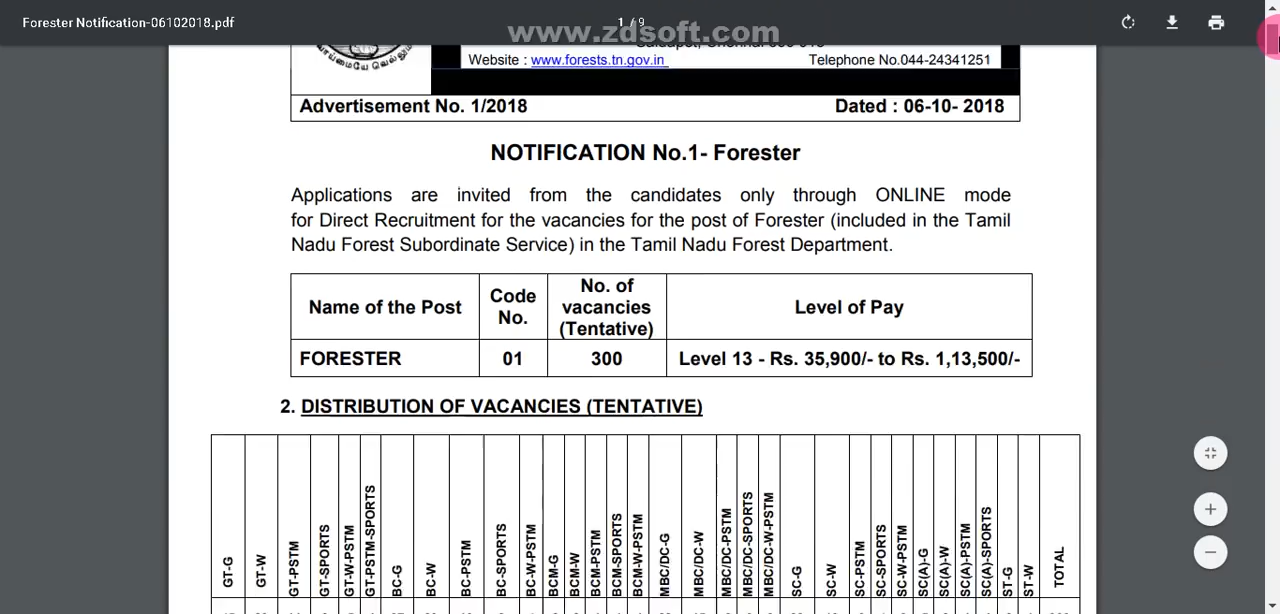 Forester Notification-06102018.pdf
1 / 9
www.zdsoft.com
Website : www.forests.tn.gov.in
Telephone No.044-24341251
Advertisement No. 1/2018
Dated : 06-10- 2018
NOTIFICATION No.1- Forester
Applications are invited from the candidates only through ONLINE mode
for Direct Recruitment for the vacancies for the post of Forester (included in the Tamil
Nadu Forest Subordinate Service) in the Tamil Nadu Forest Department.
Name of the Post
Code
No.
No. of
vacancies
(Tentative)
Level of Pay
FORESTER
01
300
Level 13 - Rs. 35,900/- to Rs. 1,13,500/-
2. DISTRIBUTION OF VACANCIES (TENTATIVE)
GT-G
GT-W
GT-PSTM
GT-SPORTS
GT-W-PSTM
GT-PSTM-SPORTS
BC-G
BC-W
BC-PSTM
BC-SPORTS
BC-W-PSTM
BCM-G
BCM-W
BCM-PSTM
BCM-SPORTS
BCM-W-PSTM
MBC/DC-G
MBC/DC-W
MBC/DC-PSTM
MBC/DC-SPORTS
MBC/DC-W-PSTM
SC-G
SC-W
SC-PSTM
SC-SPORTS
SC-W-PSTM
SC(A)-G
SC(A)-W
SC(A)-PSTM
SC(A)-SPORTS
ST-G
ST-W
TOTAL